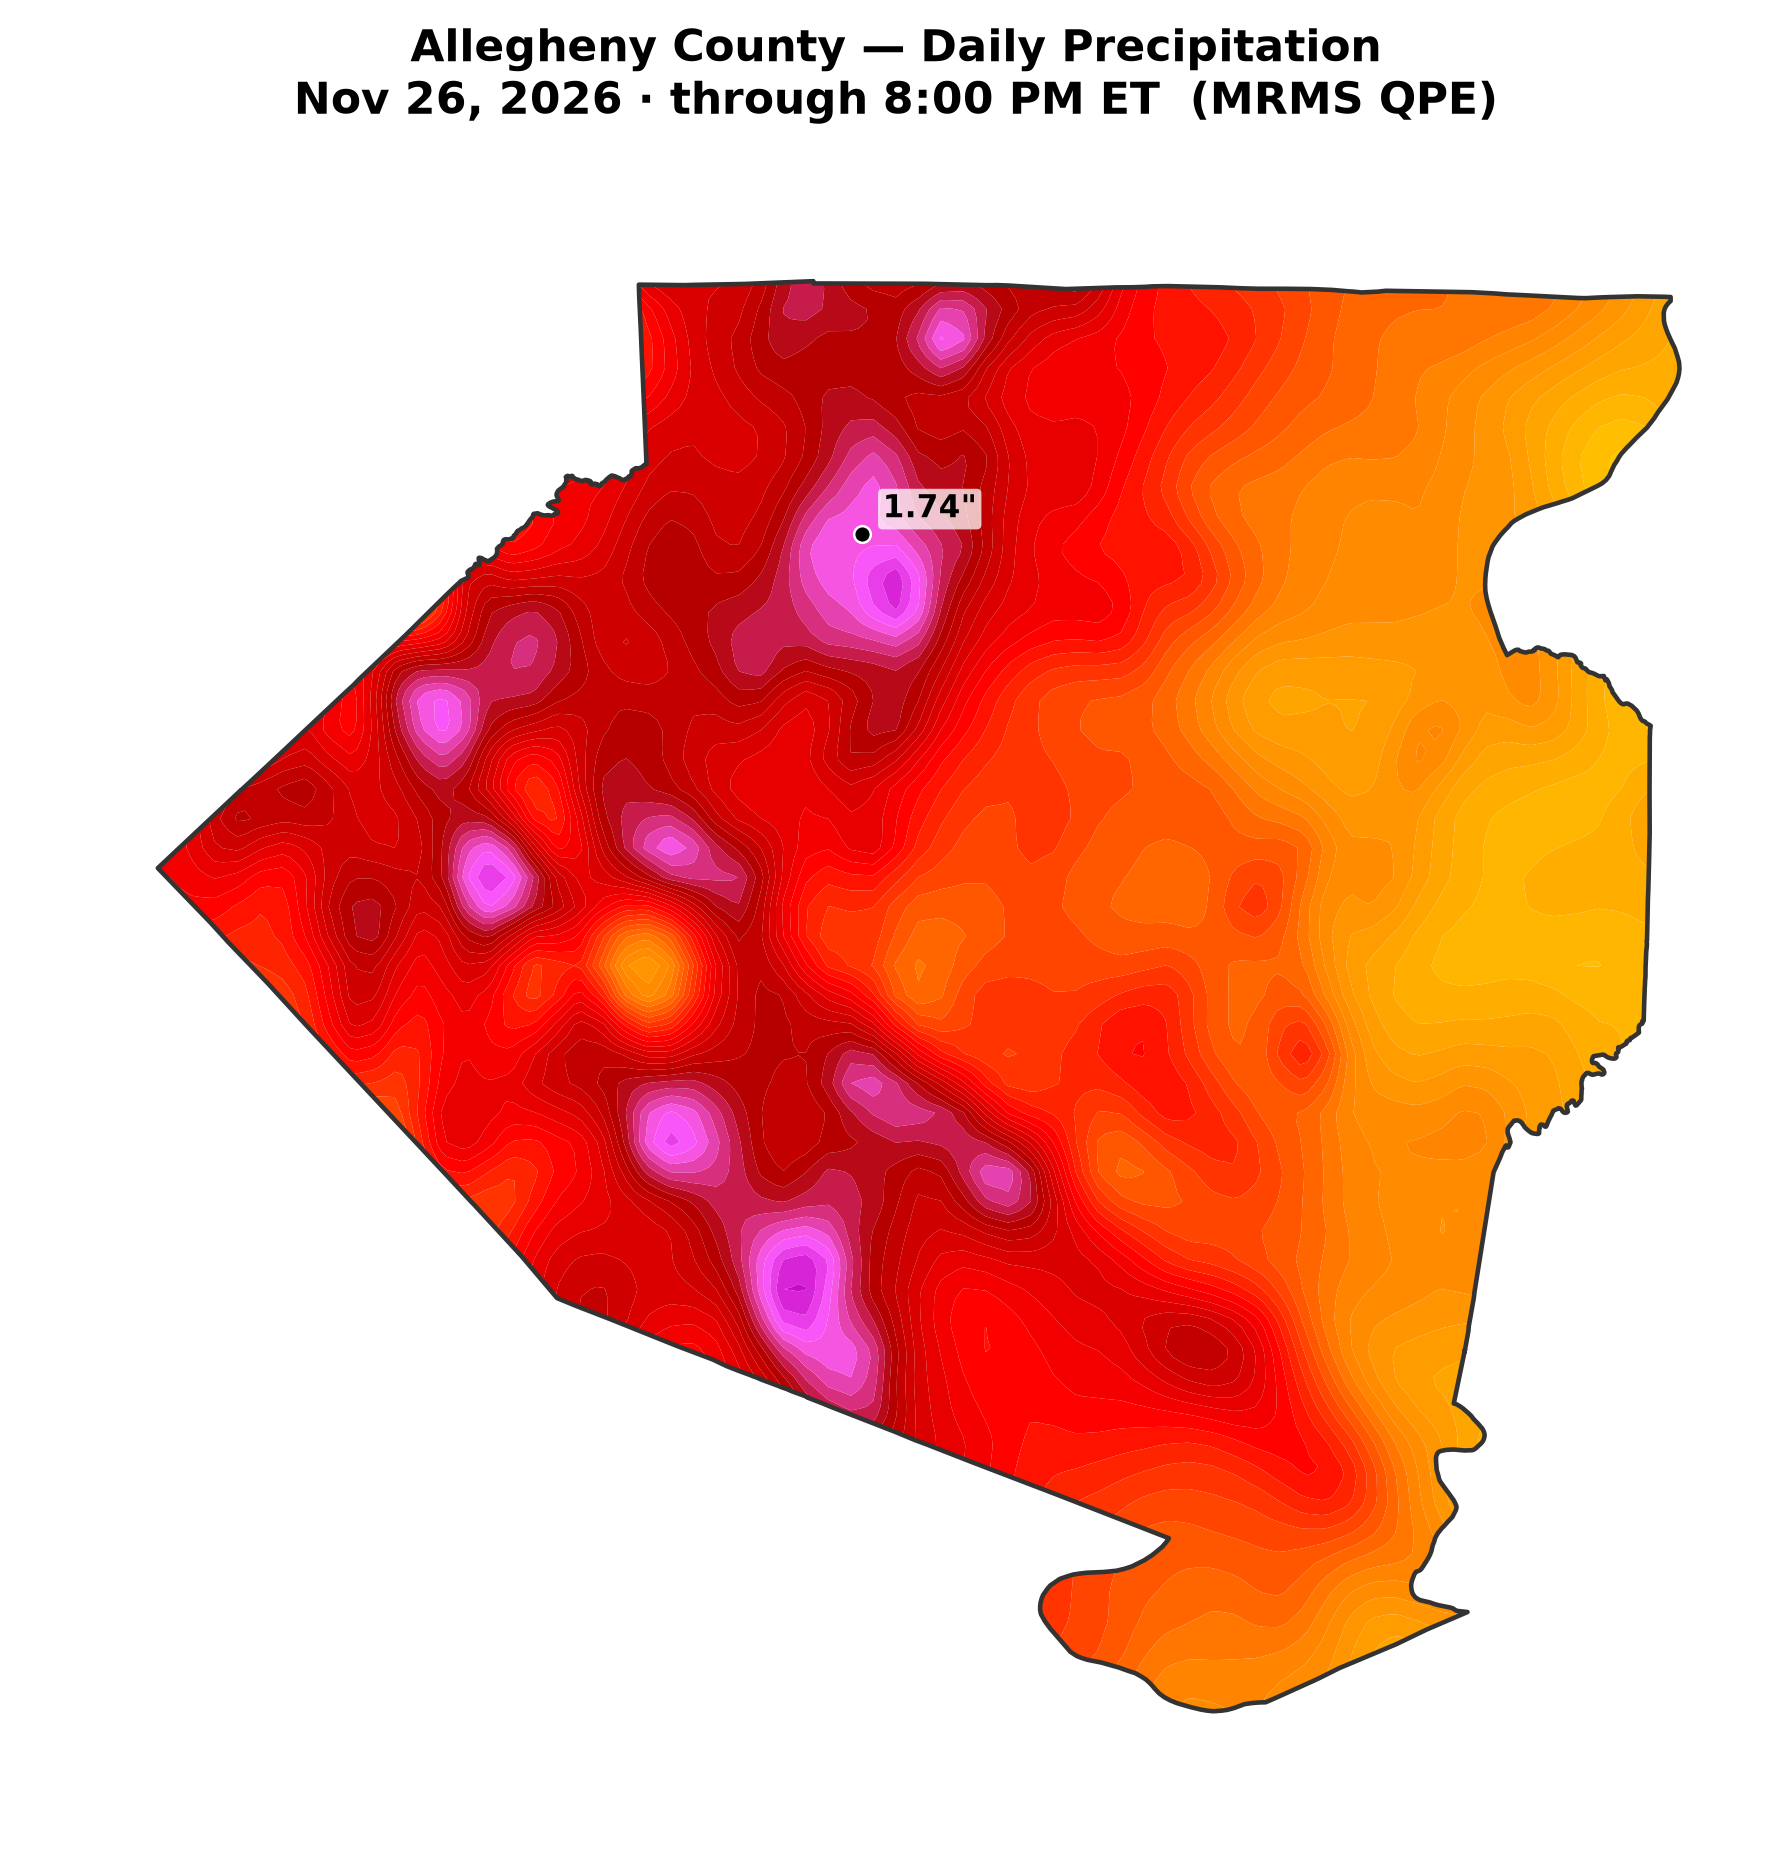 Allegheny County — Daily Precipitation
Nov 26, 2026 · through 8:00 PM ET (MRMS QPE)
1.74"